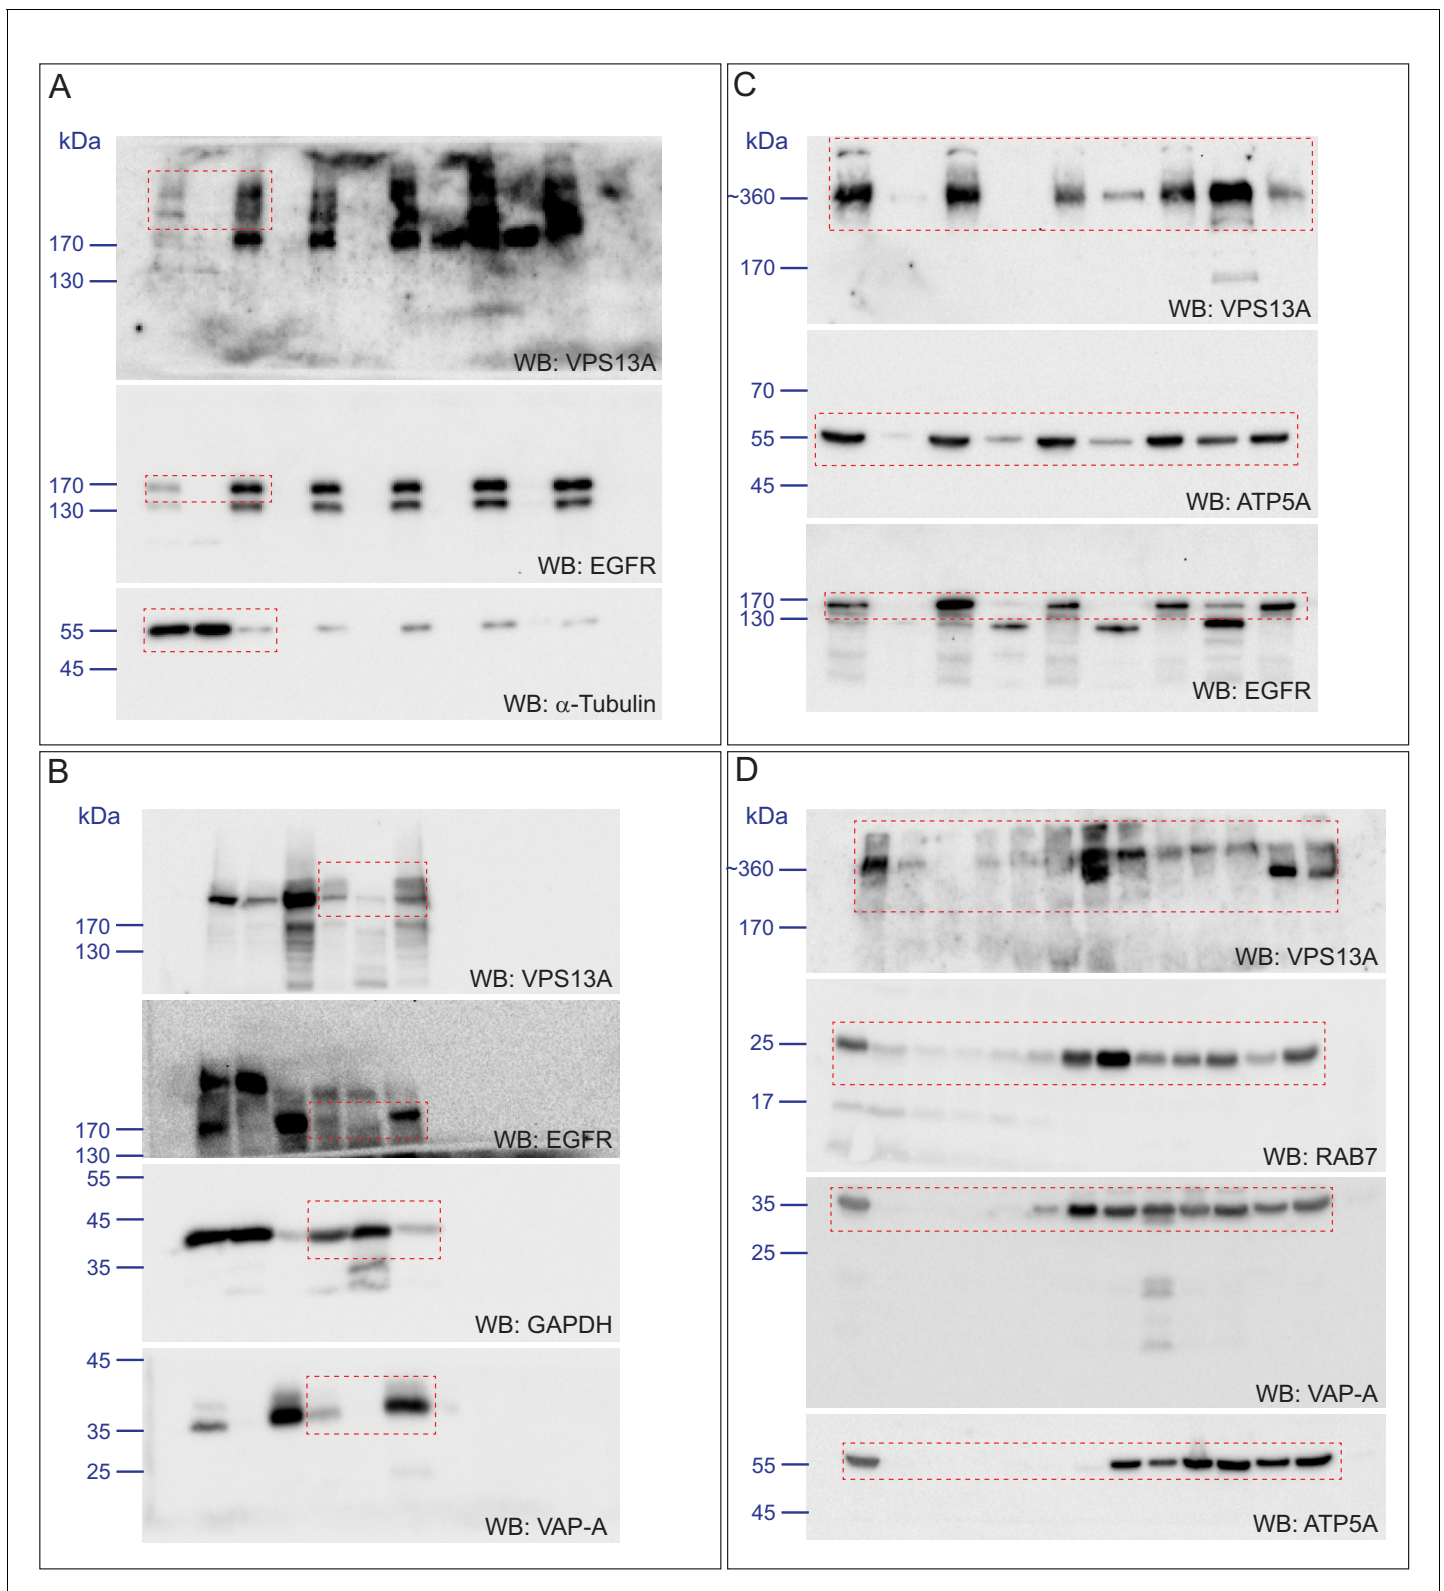 A
kDa
170
130
WB: VPS13A
170
130
WB: EGFR
55
45
WB: α-Tubulin
C
kDa
~360
170
WB: VPS13A
70
55
45
WB: ATP5A
170
130
WB: EGFR
B
kDa
170
130
WB: VPS13A
170
130
WB: EGFR
55
45
35
WB: GAPDH
45
35
25
WB: VAP-A
D
kDa
~360
170
WB: VPS13A
25
17
WB: RAB7
35
25
WB: VAP-A
55
45
WB: ATP5A